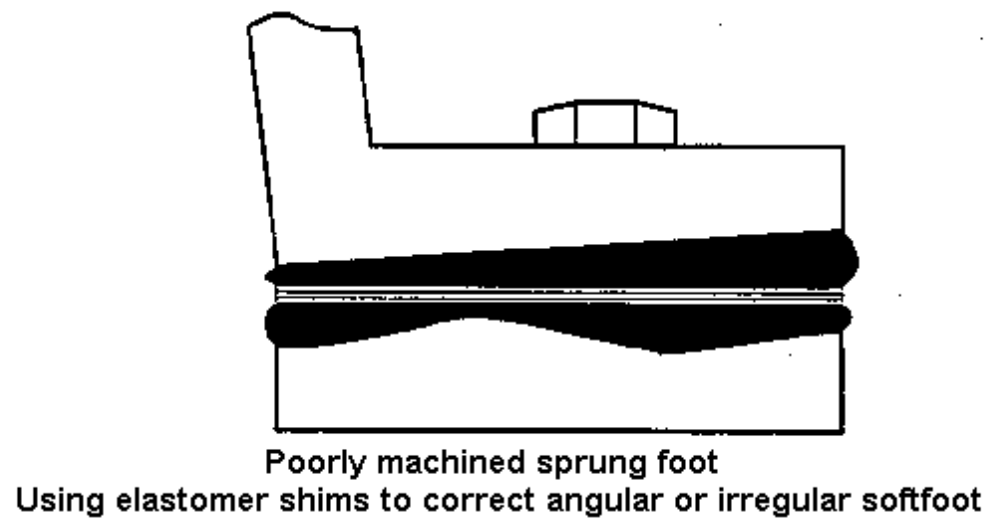 Poorly machined sprung foot
Using elastomer shims to correct angular or irregular softfoot